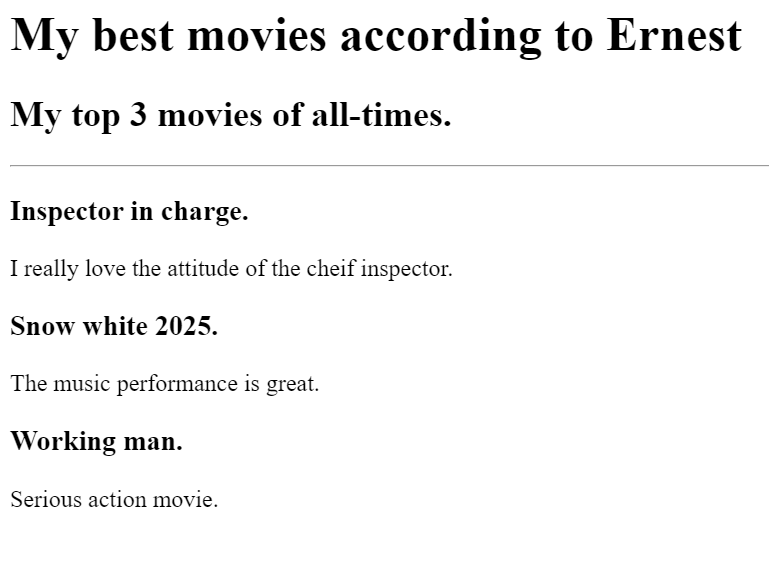 My best movies according to Ernest
My top 3 movies of all-times.
Inspector in charge.
I really love the attitude of the cheif inspector.
Snow white 2025.
The music performance is great.
Working man.
Serious action movie.